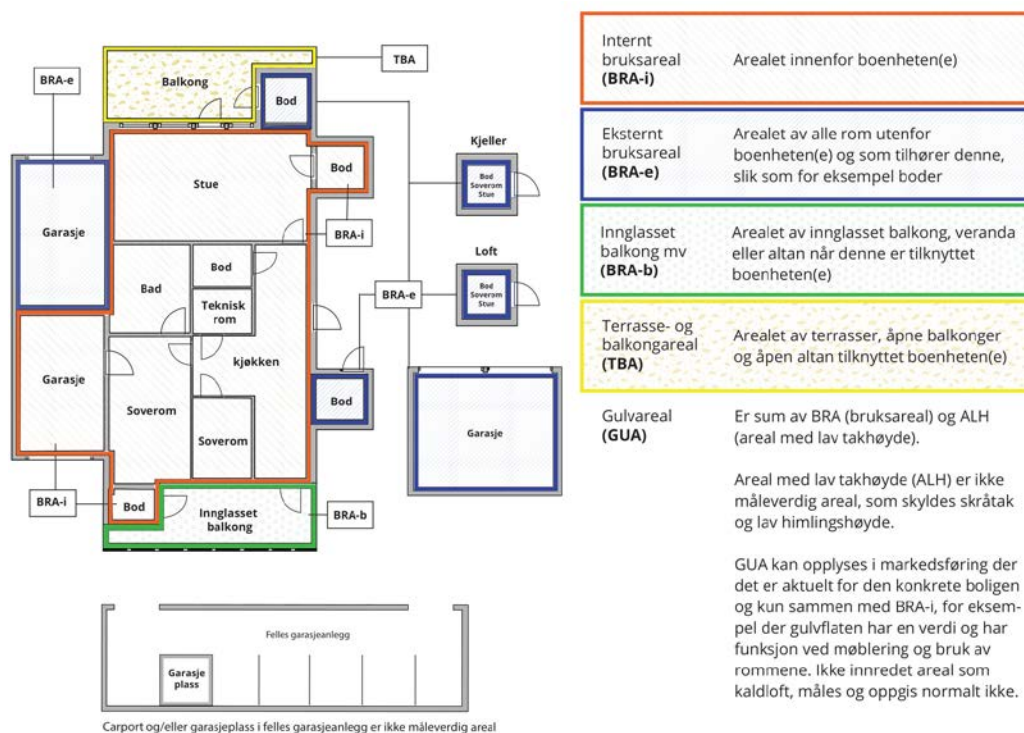 TBA
BRA-e
Balkong
Bod
Kjeller
Bod
Soverom
Stue
Stue
Bod
BRA-i
Garasje
Loft
Bod
Soverom
Stue
Bad
Bod
Teknisk
rom
BRA-e
kjøkken
Garasje
Soverom
Soverom
Bod
Garasje
BRA-i
Bod
Innglasset
balkong
BRA-b
Felles garasjeanlegg
Garasje
plass
Carport og/eller garasjeplass i felles garasjeanlegg er ikke måleverdig areal
Internt
bruksareal
(BRA-i)
Arealet innenfor boenheten(e)
Eksternt
bruksareal
(BRA-e)
Arealet av alle rom utenfor
boenheten(e) og som tilhører denne,
slik som for eksempel boder
Innglasset
balkong mv
(BRA-b)
Arealet av innglasset balkong, veranda
eller altan når denne er tilknyttet
boenheten(e)
Terrasse- og
balkongareal
(TBA)
Arealet av terrasser, åpne balkonger
og åpen altan tilknyttet boenheten(e)
Gulvareal
(GUA)
Er sum av BRA (bruksareal) og ALH
(areal med lav takhøyde).
Areal med lav takhøyde (ALH) er ikke
måleverdig areal, som skyldes skråtak
og lav himlingshøyde.
GUA kan opplyses i markedsføring der
det er aktuelt for den konkrete boligen
og kun sammen med BRA-i, for eksem-
pel der gulvflaten har en verdi og har
funksjon ved møblering og bruk av
rommene. Ikke innredet areal som
kaldloft, måles og oppgis normalt ikke.